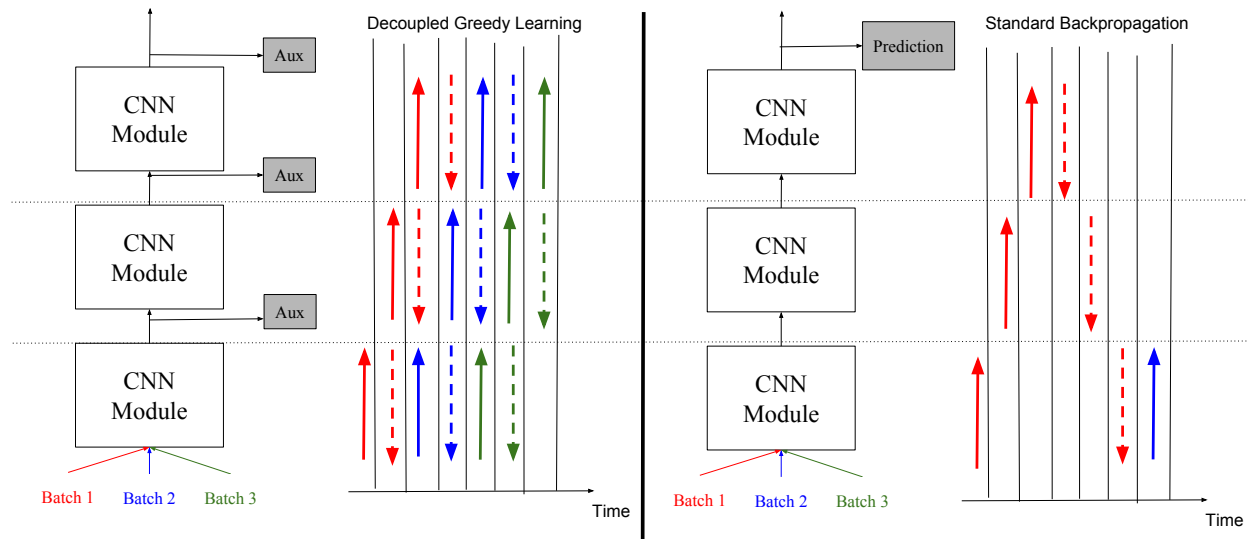 Decoupled Greedy Learning
Aux
CNN
Module
Aux
CNN
Module
Aux
CNN
Module
Batch 1
Batch 2
Batch 3
Time
Standard Backpropagation
Prediction
CNN
Module
CNN
Module
CNN
Module
Batch 1
Batch 2
Batch 3
Time